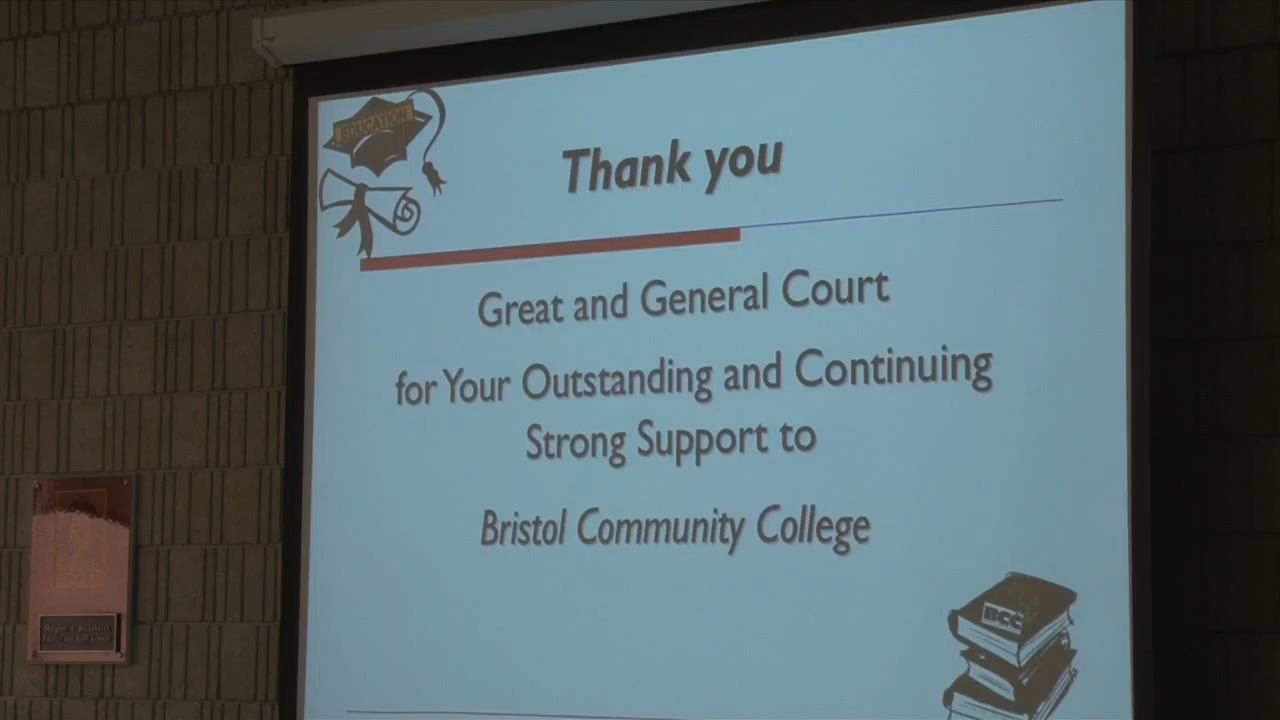 EDUCATION
Thank you
Great and General Court
for Your Outstanding and Continuing
Strong Support to
Bristol Community College
BCC